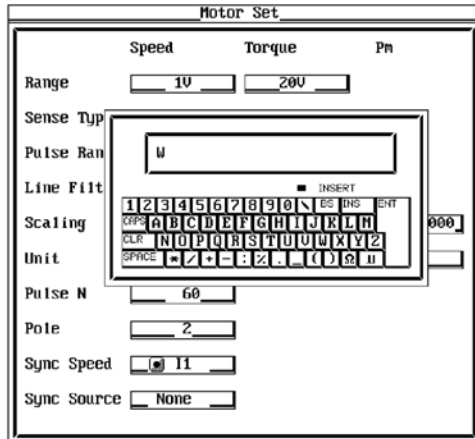 Motor Set
Speed Torque Pm
Range 1V 20V
Sense Typ
Pulse Ran
W
Line Filt
INSERT
1 2 3 4 5 6 7 8 9 0 \ BS INS ENT
Scaling CAPS A B C D E F G H I J K L M 000
CLR N O P Q R S T U V W X Y Z
Unit SPACE * / + - : % . _ ( ) Ω μ
Pulse N 60
Pole 2
Sync Speed I1
Sync Source None